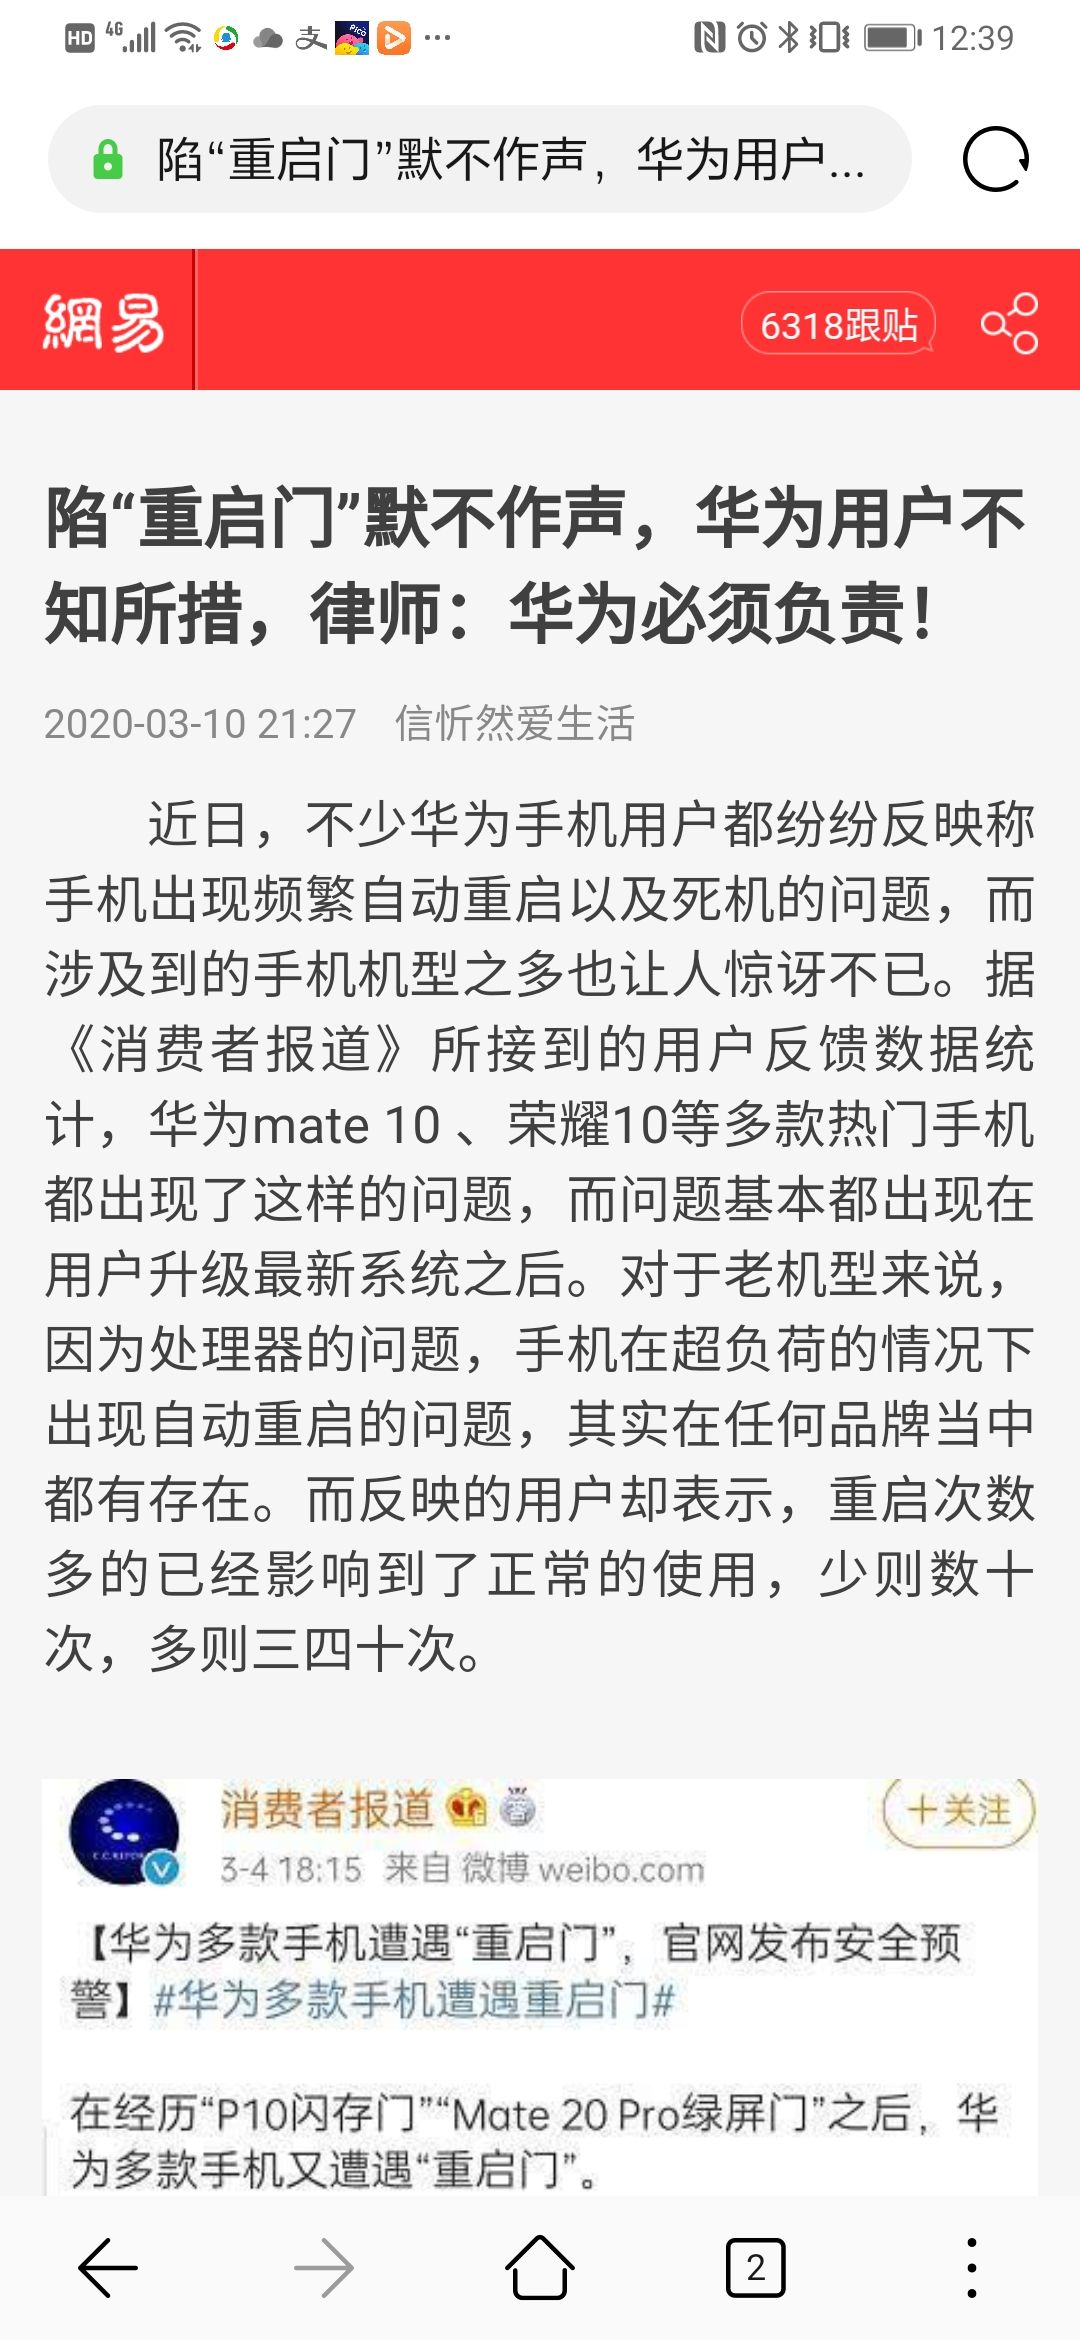 HD 4G 支 PICO ... 12:39
陷“重启门”默不作声，华为用户...
網易 6318跟贴
陷“重启门”默不作声，华为用户不
知所措，律师：华为必须负责！
2020-03-10 21:27 信忻然爱生活
近日，不少华为手机用户都纷纷反映称
手机出现频繁自动重启以及死机的问题，而
涉及到的手机机型之多也让人惊讶不已。据
《消费者报道》所接到的用户反馈数据统
计，华为mate 10 、荣耀10等多款热门手机
都出现了这样的问题，而问题基本都出现在
用户升级最新系统之后。对于老机型来说，
因为处理器的问题，手机在超负荷的情况下
出现自动重启的问题，其实在任何品牌当中
都有存在。而反映的用户却表示，重启次数
多的已经影响到了正常的使用，少则数十
次，多则三四十次。
消费者报道 ＋关注
3-4 18:15 来自 微博 weibo.com
【华为多款手机遭遇“重启门”，官网发布安全预
警】#华为多款手机遭遇重启门#
在经历“P10闪存门”“Mate 20 Pro绿屏门”之后，华
为多款手机又遭遇“重启门”。
2